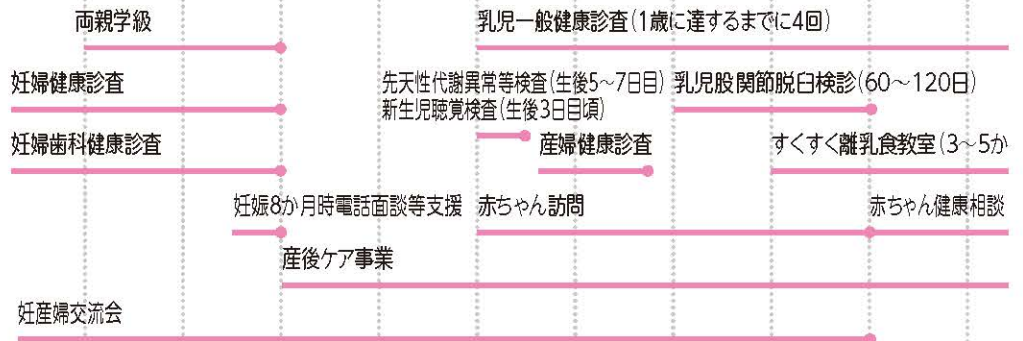 両親学級
乳児一般健康診査(1歳に達するまでに4回)
妊婦健康診査
先天性代謝異常等検査(生後5～7日目)
新生児聴覚検査(生後3日目頃)
乳児股関節脱臼検診(60～120日)
妊婦歯科健康診査
産婦健康診査
すくすく離乳食教室(3～5か
妊娠8か月時電話面談等支援
赤ちゃん訪問
赤ちゃん健康相談
産後ケア事業
妊産婦交流会